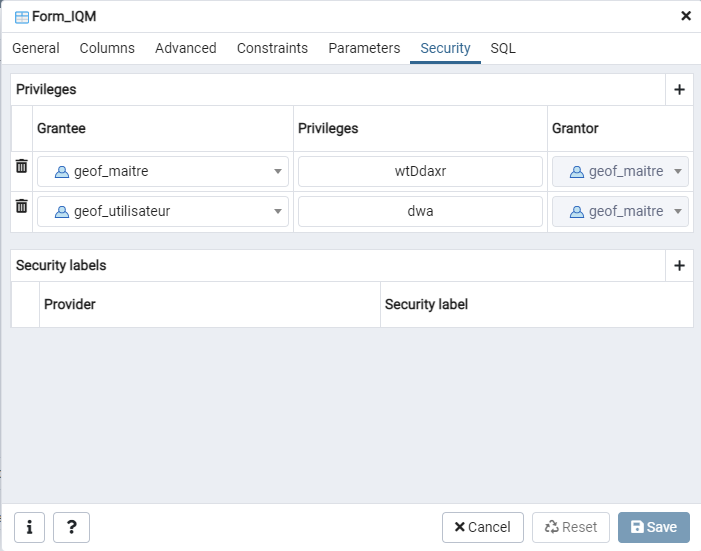 Form_IQM
General Columns Advanced Constraints Parameters Security SQL
Privileges
Grantee Privileges Grantor
geof_maitre wtDdaxr geof_maitre
geof_utilisateur dwa geof_maitre
Security labels
Provider Security label
Cancel Reset Save